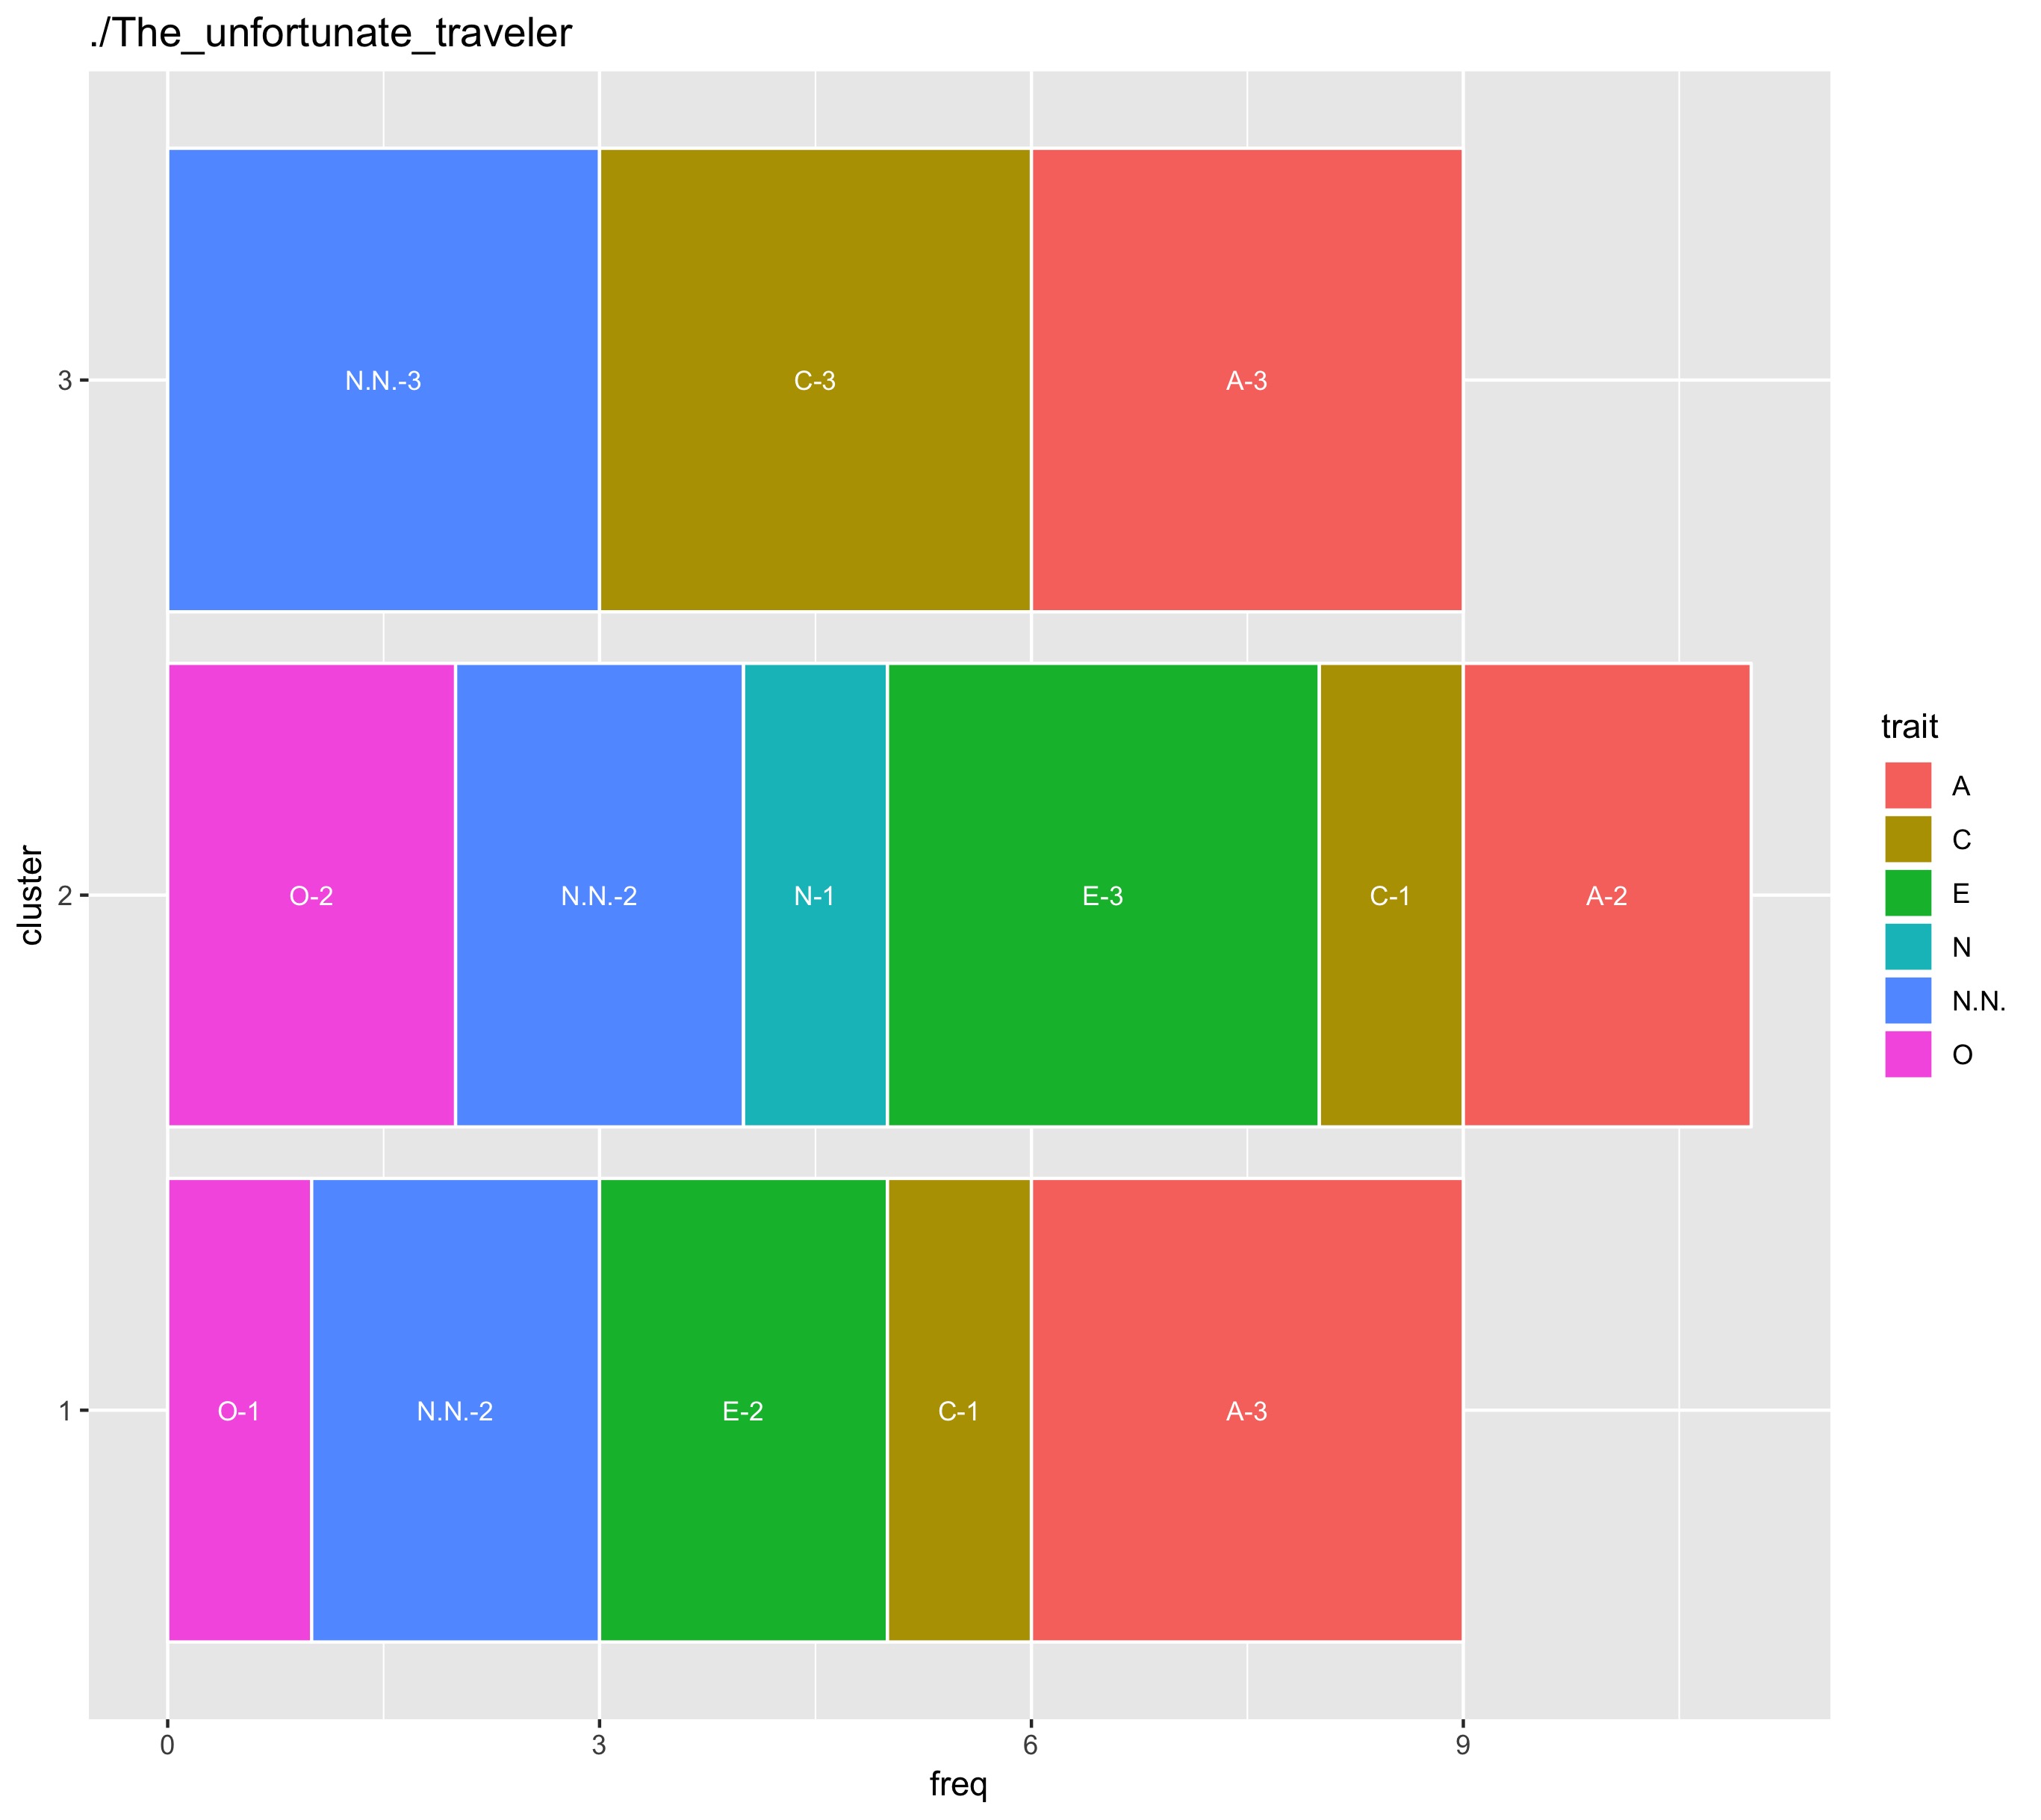 ./The_unfortunate_traveler
3
N.N.-3 C-3 A-3
2
O-2 N.N.-2 N-1 E-3 C-1 A-2
1
O-1 N.N.-2 E-2 C-1 A-3
cluster
0 3 6 9
freq
trait
A
C
E
N
N.N.
O